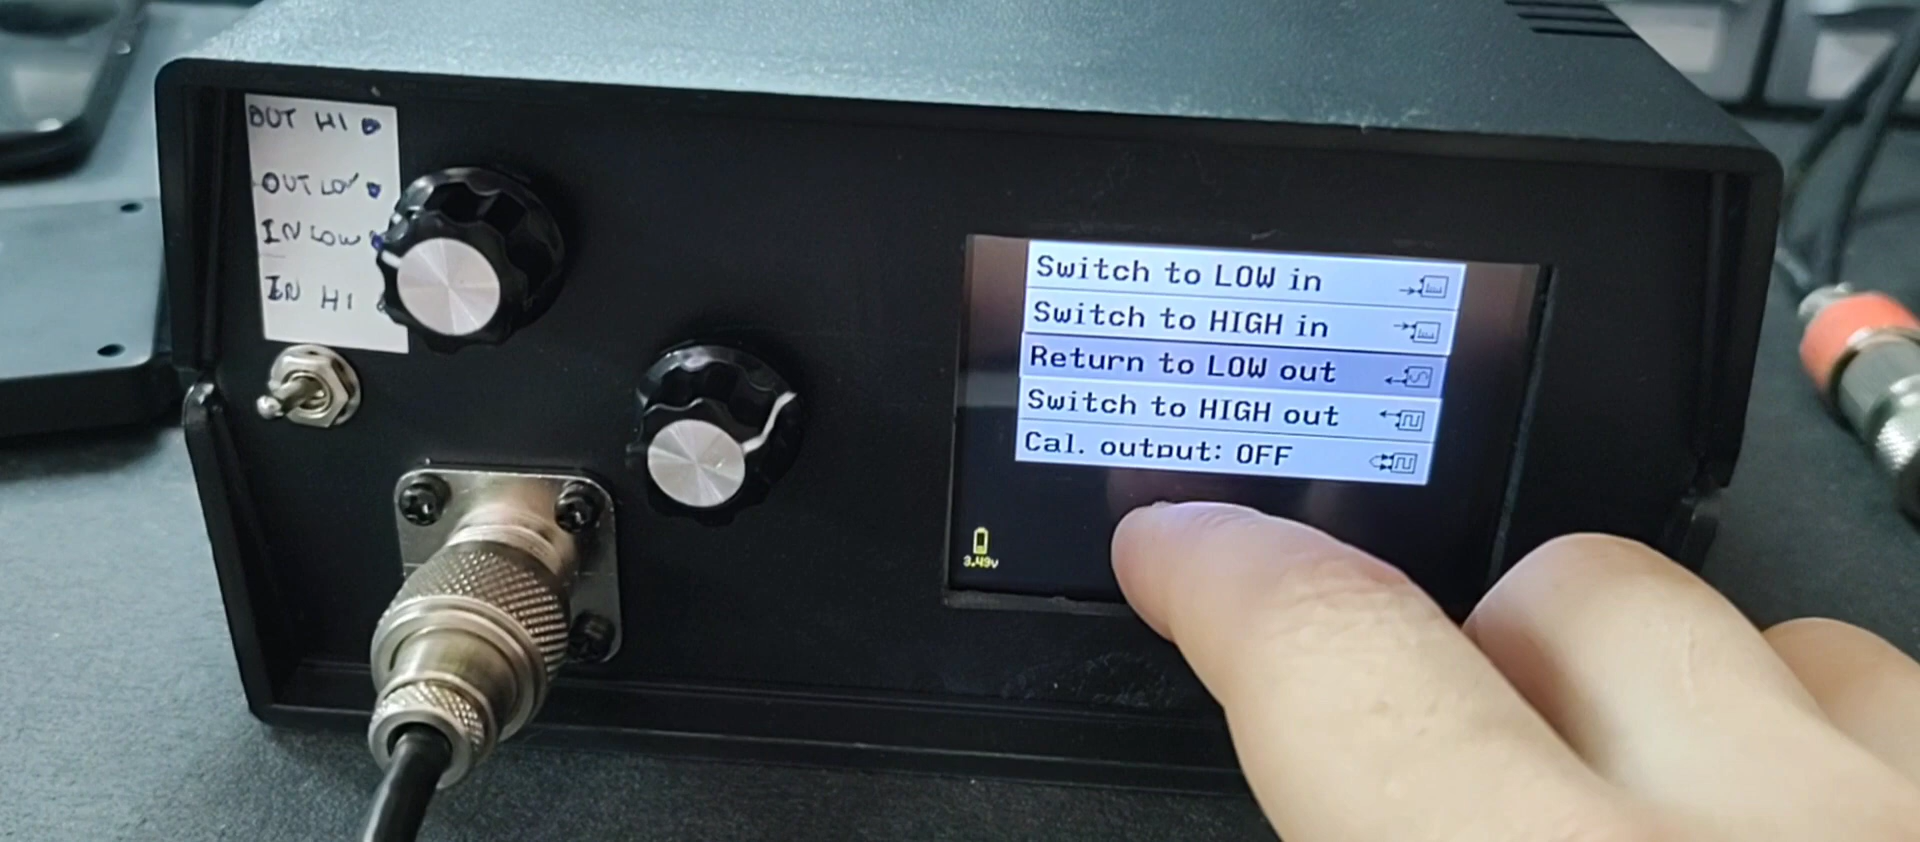 OUT HI
OUT LOW
IN LOW
IN HI
Switch to LOW in
Switch to HIGH in
Return to LOW out
Switch to HIGH out
Cal. output: OFF
3.49v